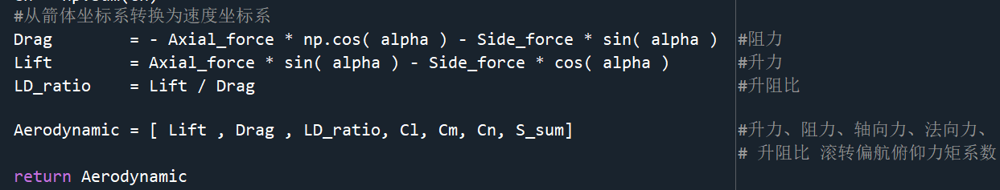 #从箭体坐标系转换为速度坐标系
Drag = - Axial_force * np.cos( alpha ) - Side_force * sin( alpha ) #阻力
Lift = Axial_force * sin( alpha ) - Side_force * cos( alpha ) #升力
LD_ratio = Lift / Drag #升阻比
Aerodynamic = [ Lift , Drag , LD_ratio, Cl, Cm, Cn, S_sum] #升力、阻力、轴向力、法向力、
# 升阻比 滚转偏航俯仰力矩系数
return Aerodynamic